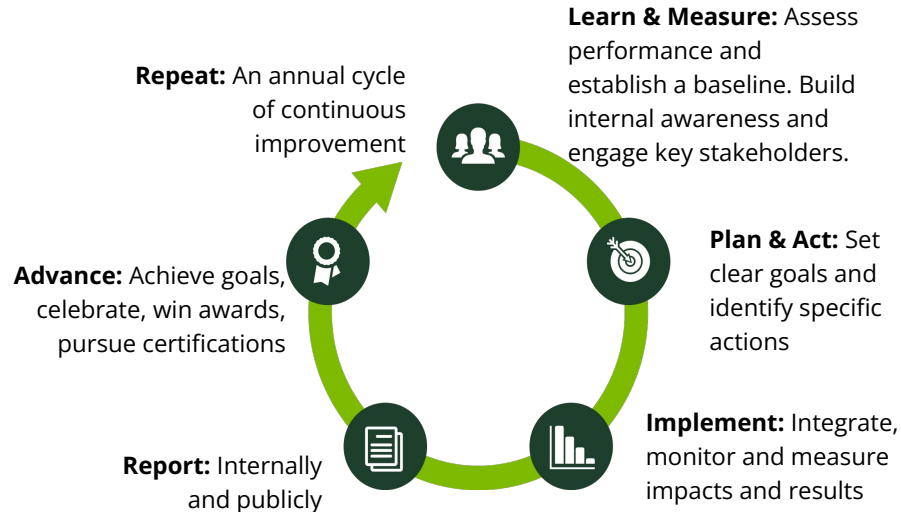 Learn & Measure: Assess
performance and
establish a baseline. Build
internal awareness and
engage key stakeholders.
Plan & Act: Set
clear goals and
identify specific
actions
Implement: Integrate,
monitor and measure
impacts and results
Report: Internally
and publicly
Advance: Achieve goals,
celebrate, win awards,
pursue certifications
Repeat: An annual cycle
of continuous
improvement